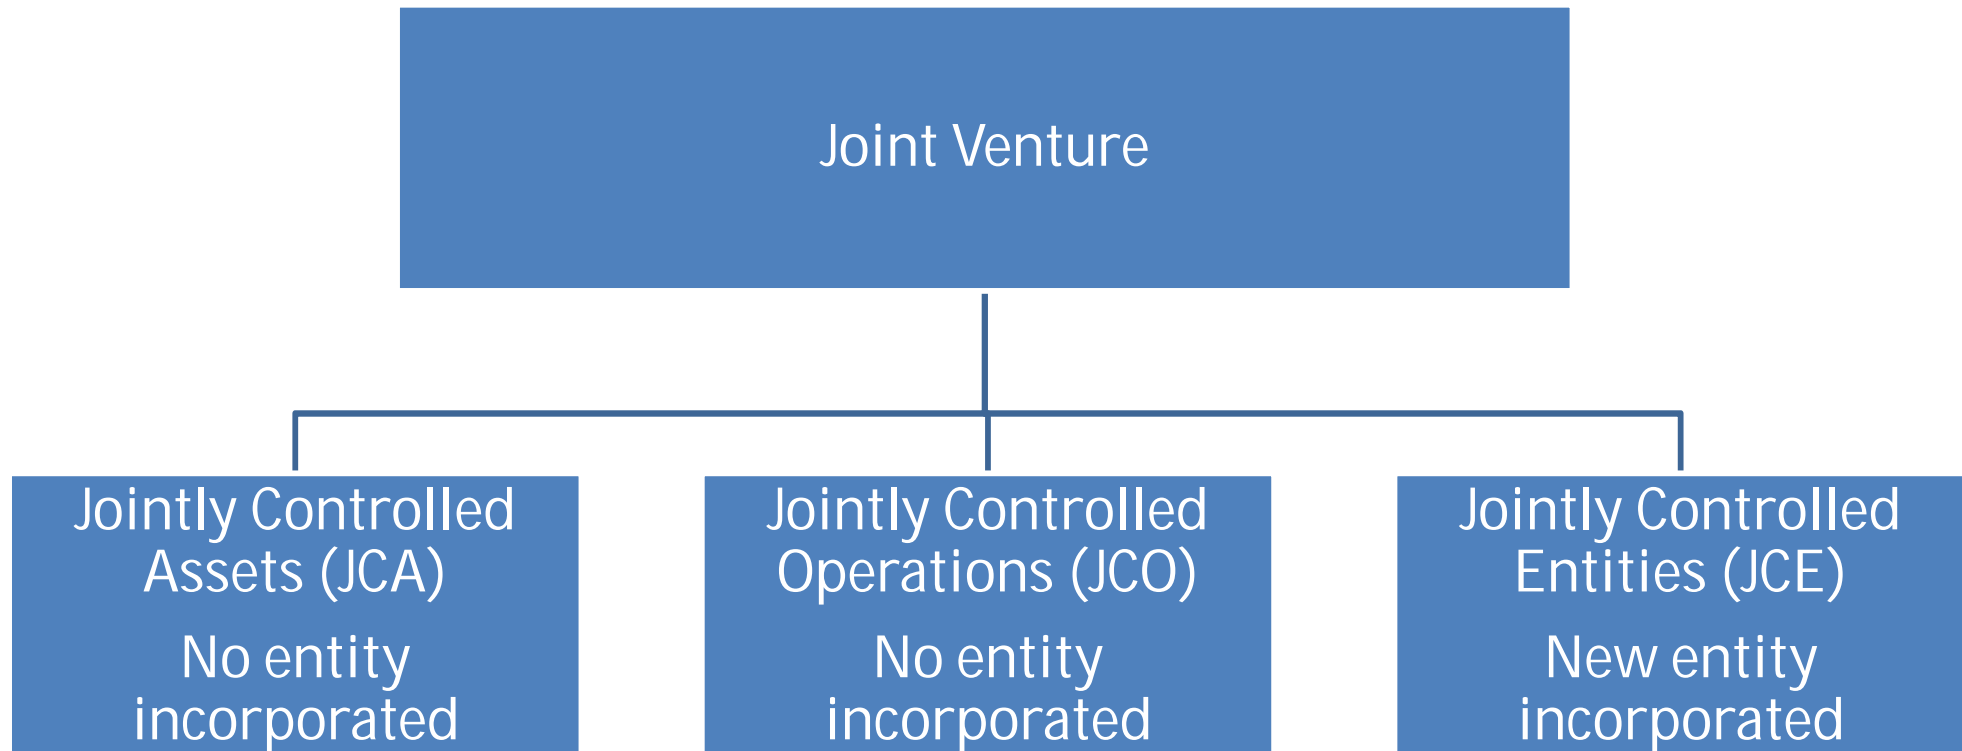 Joint Venture
Jointly Controlled
Assets (JCA)
No entity
incorporated
Jointly Controlled
Operations (JCO)
No entity
incorporated
Jointly Controlled
Entities (JCE)
New entity
incorporated